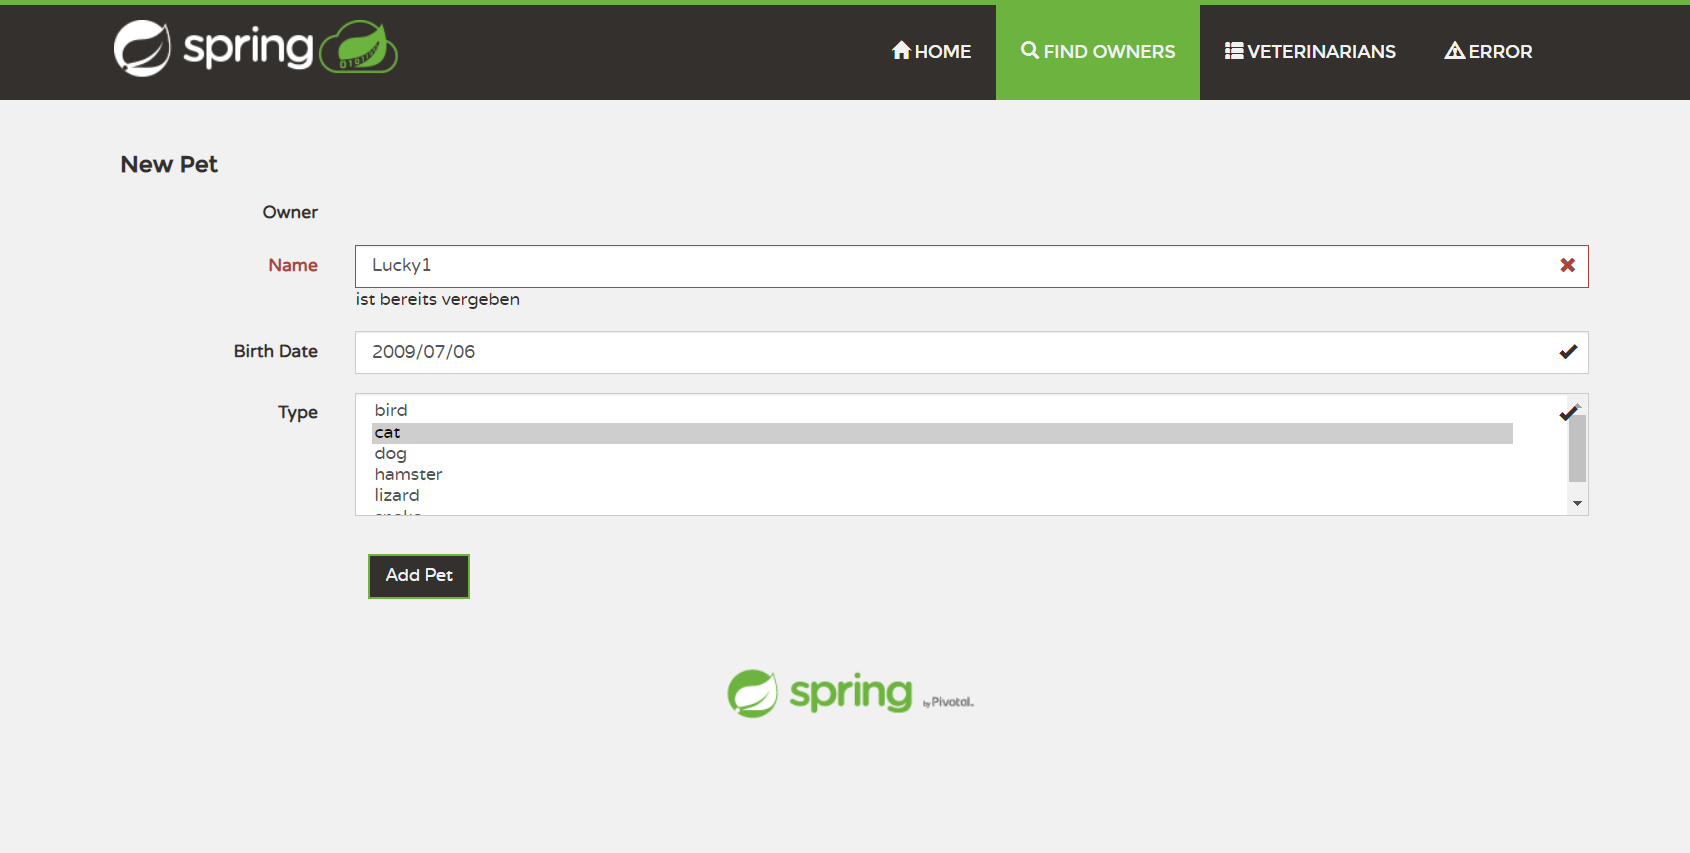 spring
HOME
FIND OWNERS
VETERINARIANS
ERROR
New Pet
Owner
Name
Lucky1
ist bereits vergeben
Birth Date
2009/07/06
Type
bird
cat
dog
hamster
lizard
Add Pet
spring by Pivotal